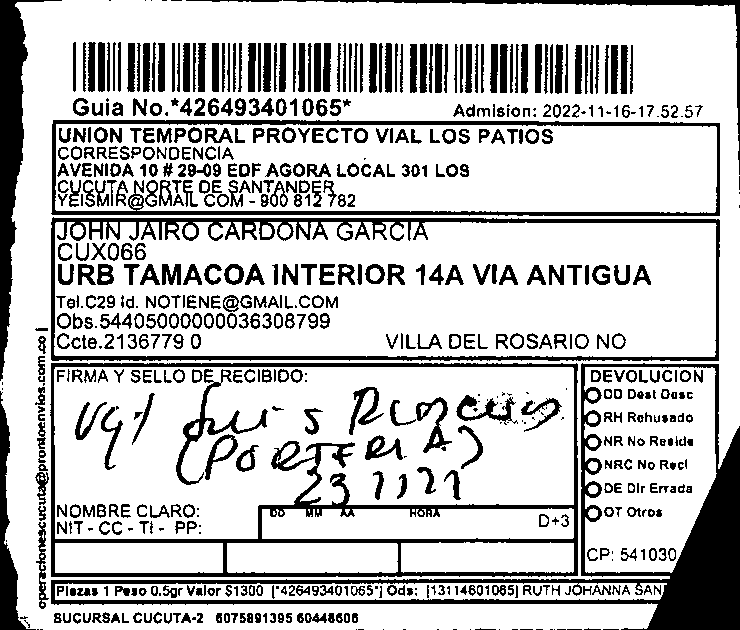 Guia No.*426493401065*
Admision: 2022-11-16-17.52.57
UNION TEMPORAL PROYECTO VIAL LOS PATIOS
CORRESPONDENCIA
AVENIDA 10 # 29-09 EDF AGORA LOCAL 301 LOS
CUCUTA NORTE DE SANTANDER
YEISMIR@GMAIL COM - 900 812 782
JOHN JAIRO CARDONA GARCIA
CUX066
URB TAMACOA INTERIOR 14A VIA ANTIGUA
Tel.C29 Id. NOTIENE@GMAIL.COM
Obs.54405000000036308799
Ccte.2136779 0 VILLA DEL ROSARIO NO
operacionescucuta@prontoenvios.com.co
FIRMA Y SELLO DE RECIBIDO:
Luis
(PORTERIA)
NOMBRE CLARO:
NIT - CC - TI - PP:
DD MM AA HORA
D+3
DEVOLUCION
DD Dest Desc
RH Rehusado
NR No Reside
NRC No Recl
DE Dir Errada
OT Otros
CP: 541030
Piezas 1 Peso 0.5gr Valor $1300 [*426493401065*] Ods: [13114601065] RUTH JOHANNA SAN
SUCURSAL CUCUTA-2 6075891395 60448606